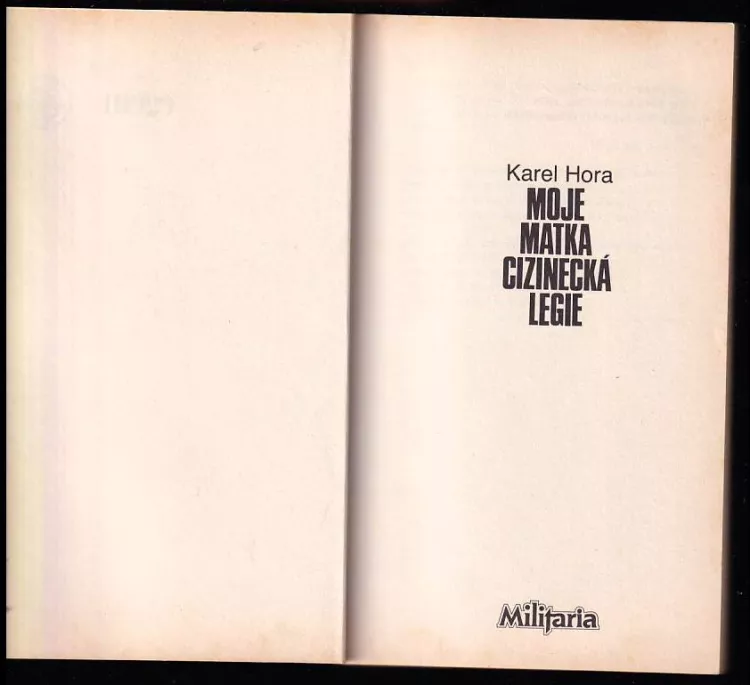 Karel Hora
MOJE
MATKA
CIZINECKÁ
LEGIE
Militaria